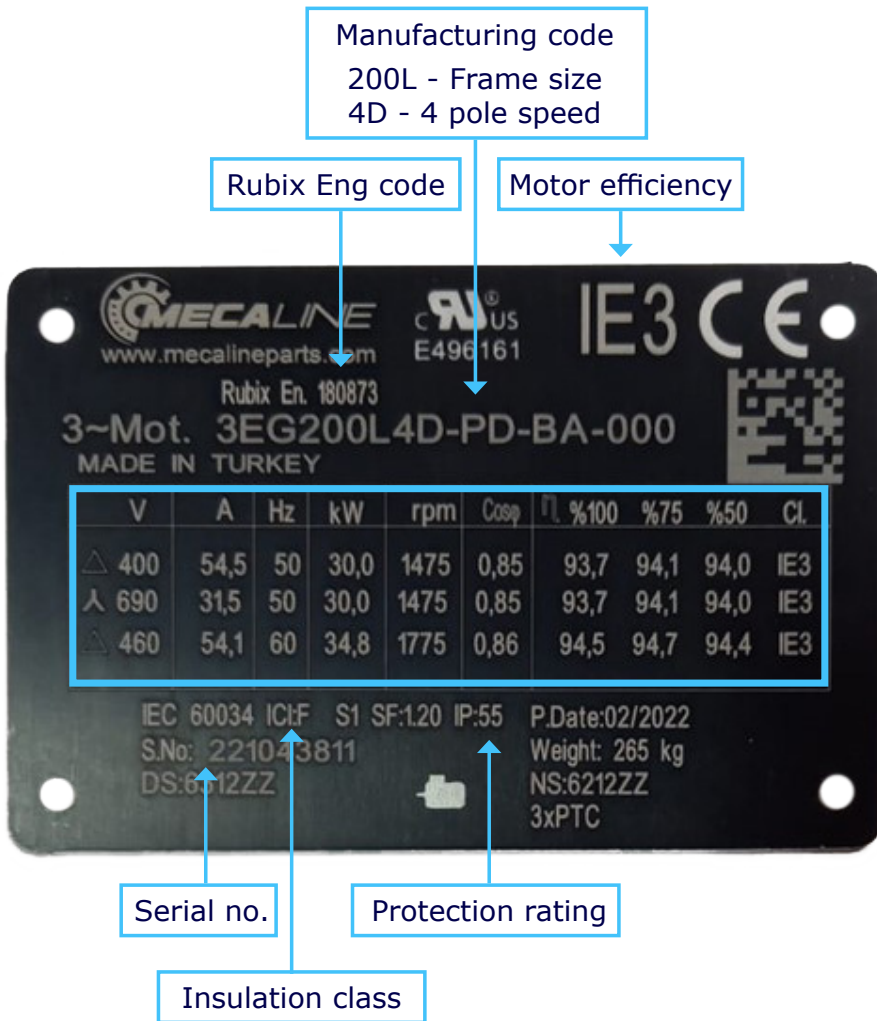 Manufacturing code
200L - Frame size
4D - 4 pole speed
Rubix Eng code
Motor efficiency
MECALINE
www.mecalineparts.com
c RU ® US
E496161
IE3 CE
Rubix En. 180873
3~Mot. 3EG200L4D-PD-BA-000
MADE IN TURKEY
V A Hz kW rpm Cosφ η %100 %75 %50 Cl.
△ 400 54,5 50 30,0 1475 0,85 93,7 94,1 94,0 IE3
⅄ 690 31,5 50 30,0 1475 0,85 93,7 94,1 94,0 IE3
△ 460 54,1 60 34,8 1775 0,86 94,5 94,7 94,4 IE3
IEC 60034 ICl:F S1 SF:1.20 IP:55 P.Date:02/2022
S.No: 221043811 Weight: 265 kg
DS:6312ZZ NS:6212ZZ
3xPTC
Serial no.
Protection rating
Insulation class